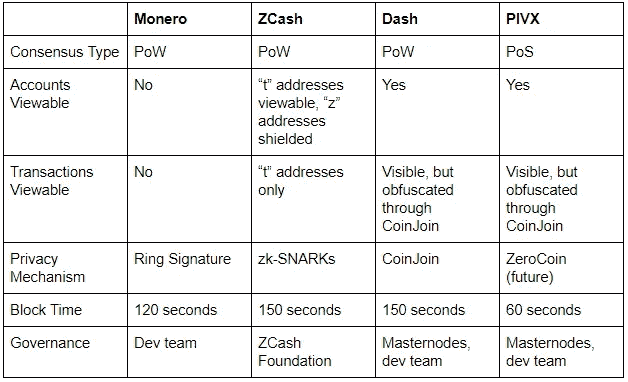 Monero ZCash Dash PIVX
Consensus Type PoW PoW PoW PoS
Accounts No “t” addresses Yes Yes
Viewable viewable, “z”
addresses
shielded
Transactions No “t” addresses Visible, but Visible, but
Viewable only obfuscated obfuscated
through through
CoinJoin CoinJoin
Privacy Ring Signature zk-SNARKs CoinJoin ZeroCoin
Mechanism (future)
Block Time 120 seconds 150 seconds 150 seconds 60 seconds
Governance Dev team ZCash Masternodes, Masternodes,
Foundation dev team dev team